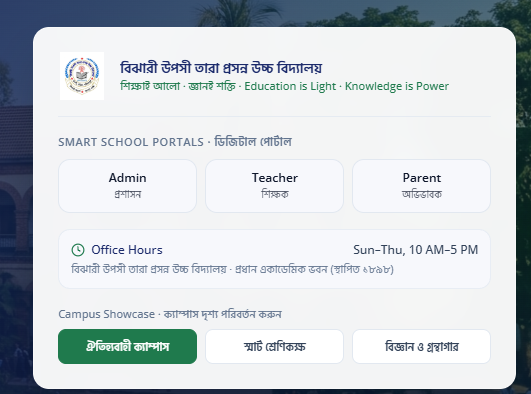 বিঝারী উপসী তারা প্রসন্ন উচ্চ বিদ্যালয়
শিক্ষাই আলো · জ্ঞানই শক্তি · Education is Light · Knowledge is Power
SMART SCHOOL PORTALS · ডিজিটাল পোর্টাল
Admin Teacher Parent
প্রশাসন শিক্ষক অভিভাবক
Office Hours Sun–Thu, 10 AM–5 PM
বিঝারী উপসী তারা প্রসন্ন উচ্চ বিদ্যালয় · প্রধান একাডেমিক ভবন (স্থাপিত ১৮৯৮)
Campus Showcase · ক্যাম্পাস দৃশ্য পরিবর্তন করুন
ঐতিহ্যবাহী ক্যাম্পাস স্মার্ট শ্রেণিকক্ষ বিজ্ঞান ও গ্রন্থাগার